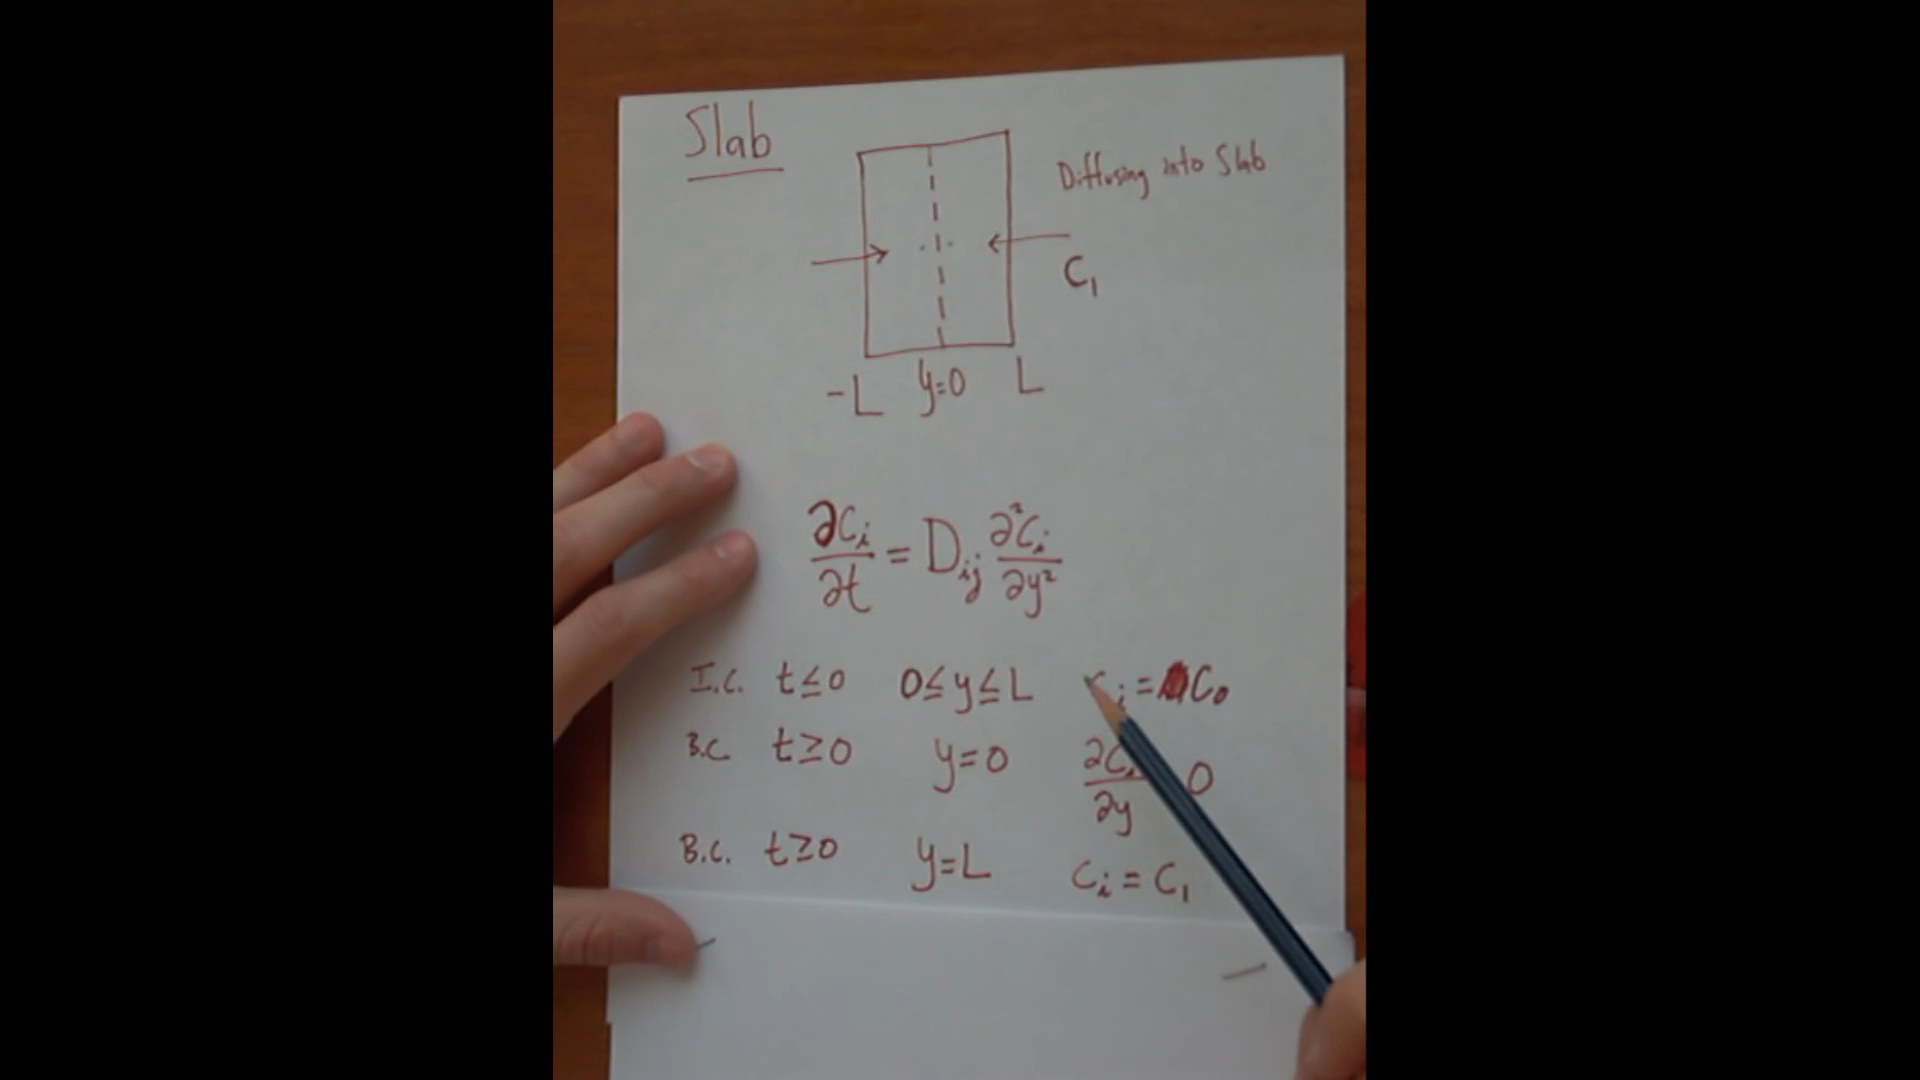 Slab
Diffusing into Slab
C₁
-L y=0 L
∂Cᵢ/∂t = Dᵢⱼ ∂²Cᵢ/∂y²
I.C. t≤0 0≤y≤L Cᵢ = C₀
B.C. t≥0 y=0 ∂Cᵢ/∂y 0
B.C. t≥0 y=L Cᵢ = C₁